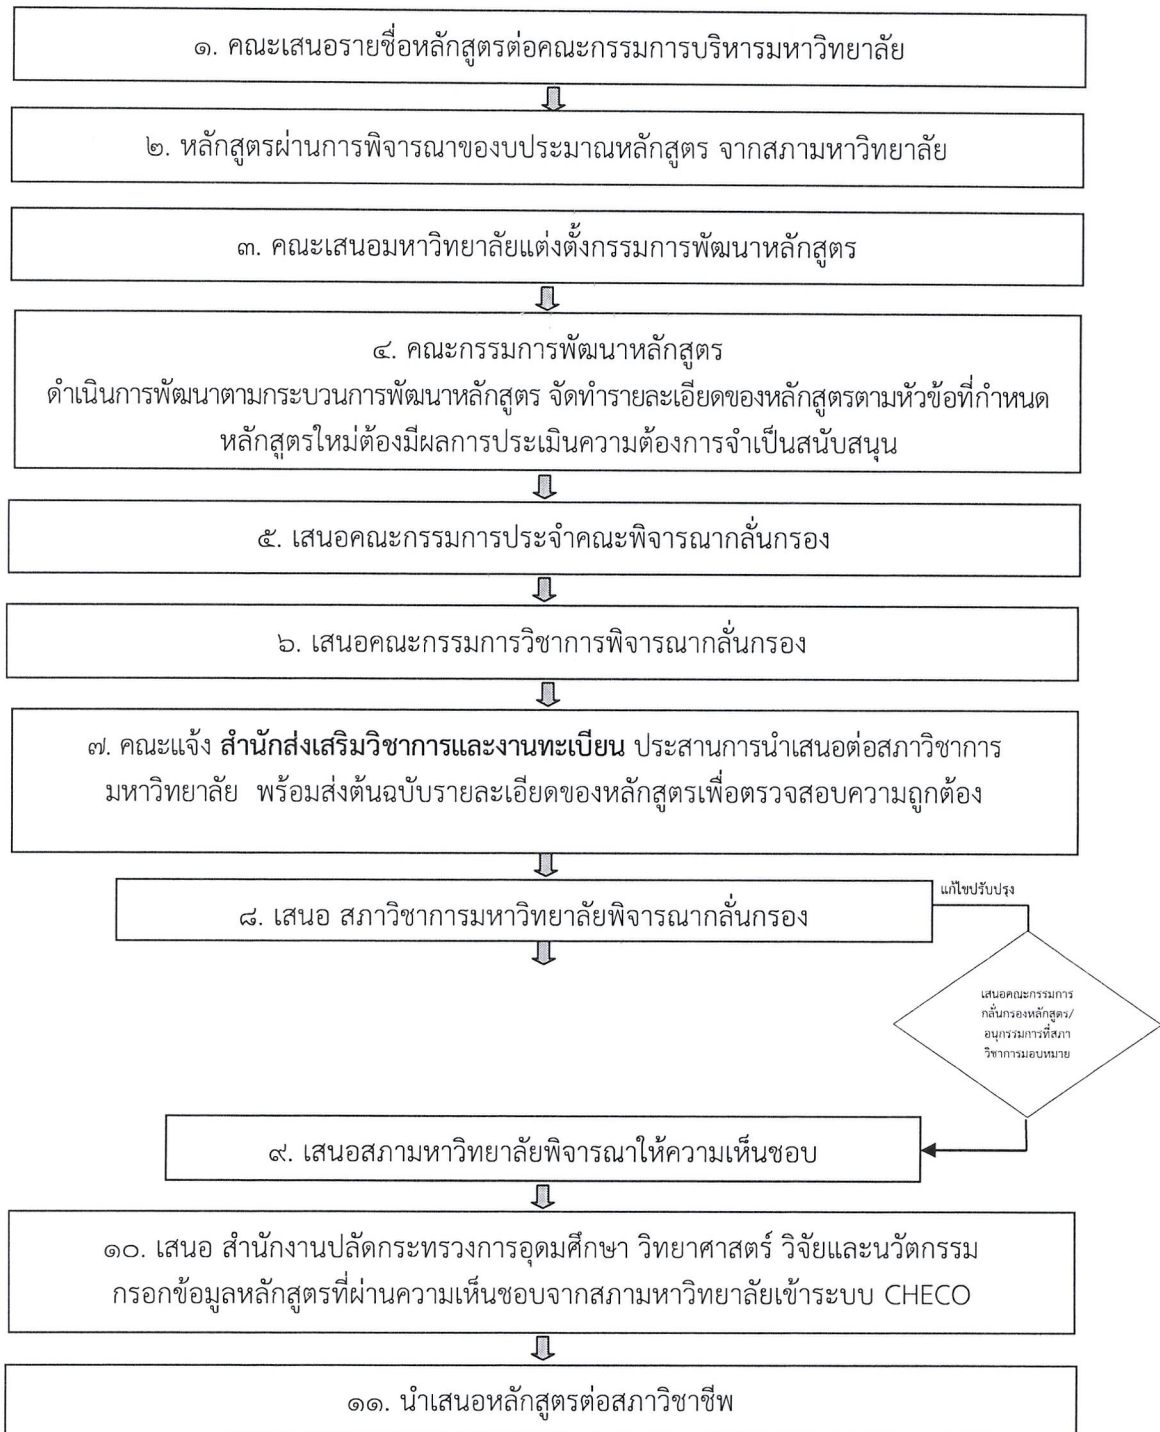 ๑. คณะเสนอรายชื่อหลักสูตรต่อคณะกรรมการบริหารมหาวิทยาลัย
๒. หลักสูตรผ่านการพิจารณาของบประมาณหลักสูตร จากสภามหาวิทยาลัย
๓. คณะเสนอมหาวิทยาลัยแต่งตั้งกรรมการพัฒนาหลักสูตร
๔. คณะกรรมการพัฒนาหลักสูตร
ดำเนินการพัฒนาตามกระบวนการพัฒนาหลักสูตร จัดทำรายละเอียดของหลักสูตรตามหัวข้อที่กำหนด
หลักสูตรใหม่ต้องมีผลการประเมินความต้องการจำเป็นสนับสนุน
๕. เสนอคณะกรรมการประจำคณะพิจารณากลั่นกรอง
๖. เสนอคณะกรรมการวิชาการพิจารณากลั่นกรอง
๗. คณะแจ้ง สำนักส่งเสริมวิชาการและงานทะเบียน ประสานการนำเสนอต่อสภาวิชาการ
มหาวิทยาลัย พร้อมส่งต้นฉบับรายละเอียดของหลักสูตรเพื่อตรวจสอบความถูกต้อง
แก้ไขปรับปรุง
๘. เสนอ สภาวิชาการมหาวิทยาลัยพิจารณากลั่นกรอง
เสนอคณะกรรมการ
กลั่นกรองหลักสูตร/
อนุกรรมการที่สภา
วิชาการมอบหมาย
๙. เสนอสภามหาวิทยาลัยพิจารณาให้ความเห็นชอบ
๑๐. เสนอ สำนักงานปลัดกระทรวงการอุดมศึกษา วิทยาศาสตร์ วิจัยและนวัตกรรม
กรอกข้อมูลหลักสูตรที่ผ่านความเห็นชอบจากสภามหาวิทยาลัยเข้าระบบ CHECO
๑๑. นำเสนอหลักสูตรต่อสภาวิชาชีพ